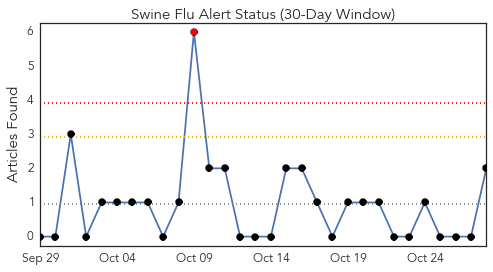 Swine Flu Alert Status (30-Day Window)
Articles Found
6
5
4
3
2
1
0
Sep 29 Oct 04 Oct 09 Oct 14 Oct 19 Oct 24